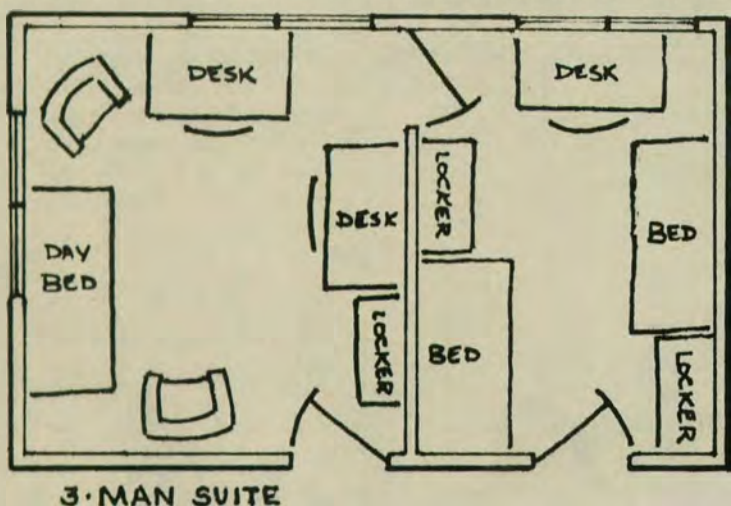 DESK
DESK
LOCKER
DESK
BED
DAY
BED
LOCKER
BED
LOCKER
3·MAN SUITE